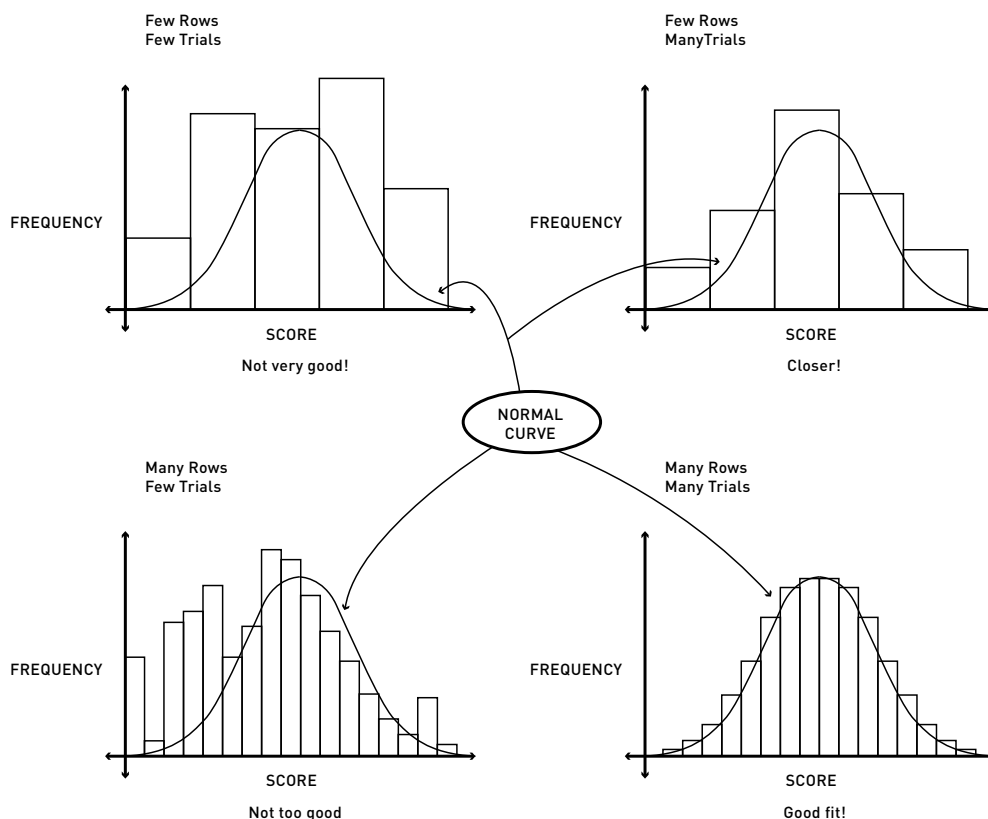 Few Rows
Few Trials
FREQUENCY
SCORE
Not very good!
Few Rows
ManyTrials
FREQUENCY
SCORE
Closer!
NORMAL
CURVE
Many Rows
Few Trials
FREQUENCY
SCORE
Not too good
Many Rows
Many Trials
FREQUENCY
SCORE
Good fit!